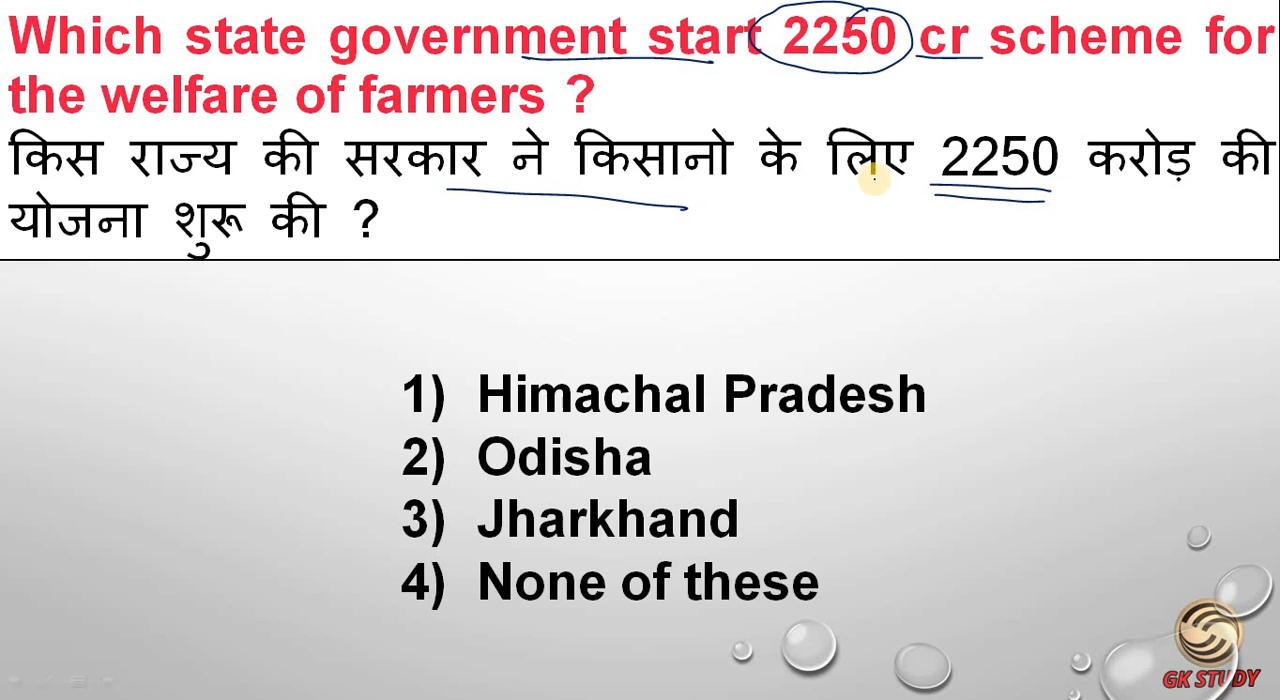 Which state government start 2250 cr scheme for
the welfare of farmers ?
किस राज्य की सरकार ने किसानो के लिए 2250 करोड़ की
योजना शुरू की ?
1) Himachal Pradesh
2) Odisha
3) Jharkhand
4) None of these
GK STUDY